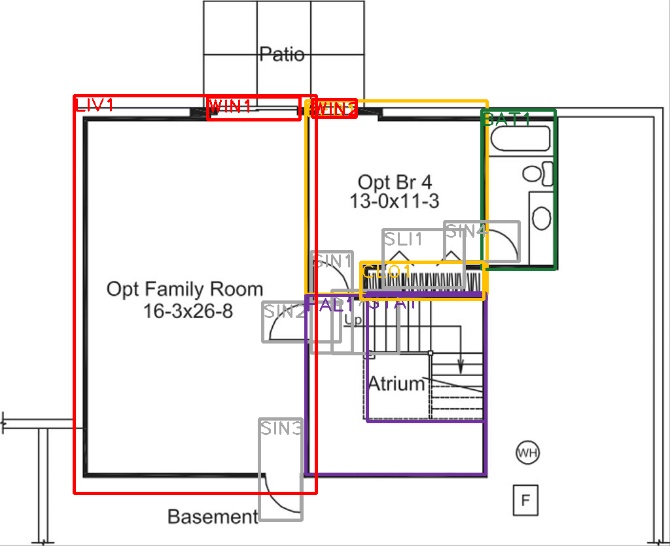 Patio
LIV1
WIN1
WIN2
BAT1
Opt Br 4
13-0x11-3
SIN4
SLI1
SIN1
CLO1
Opt Family Room
16-3x26-8
SIN2
HAL1
STAI
Up
Atrium
SIN3
WH
F
Basement